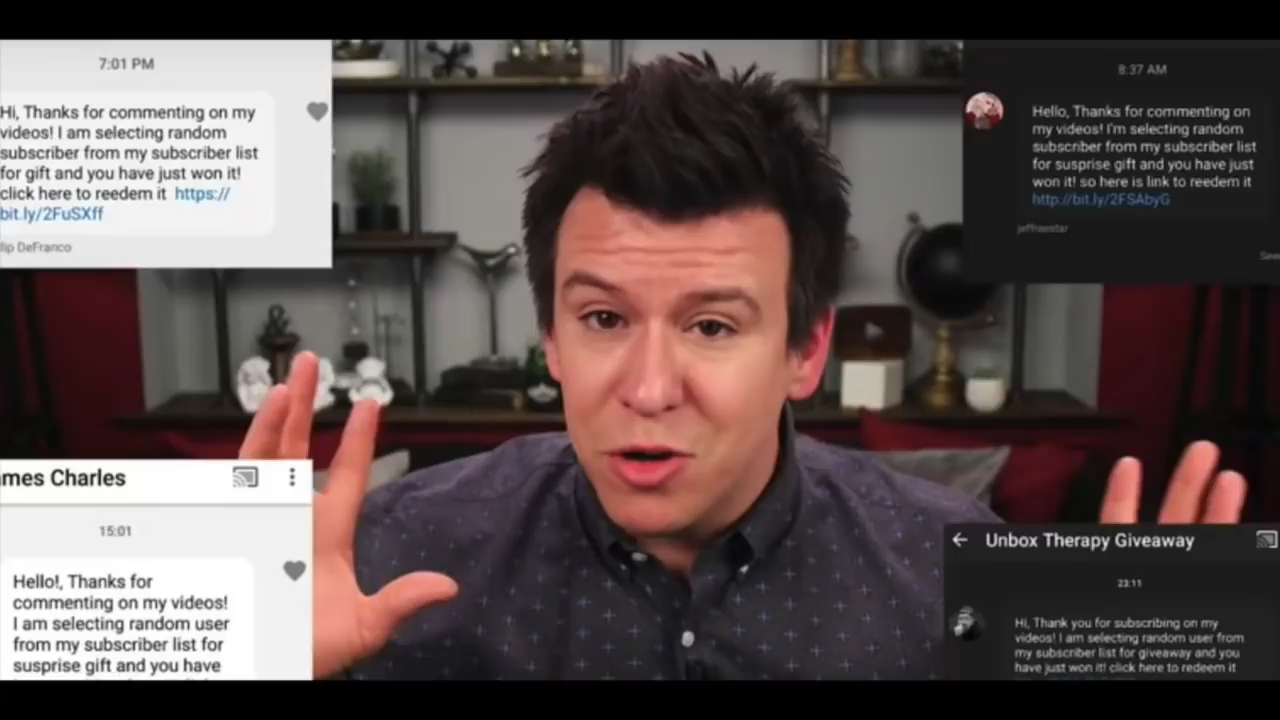 7:01 PM
Hi, Thanks for commenting on my
videos! I am selecting random
subscriber from my subscriber list
for gift and you have just won it!
click here to reedem it https://
bit.ly/2FuSXff
lip DeFranco
8:37 AM
Hello, Thanks for commenting on
my videos! I'm selecting random
subscriber from my subscriber list
for susprise gift and you have just
won it! so here is link to reedem it
http://bit.ly/2FSAbyG
jeffreestar
See
mes Charles
15:01
Hello!, Thanks for
commenting on my videos!
I am selecting random user
from my subscriber list for
susprise gift and you have
Unbox Therapy Giveaway
23:11
Hi, Thank you for subscribing on my
videos! I am selecting random user from
my subscriber list for giveaway and you
have just won it! click here to redeem it